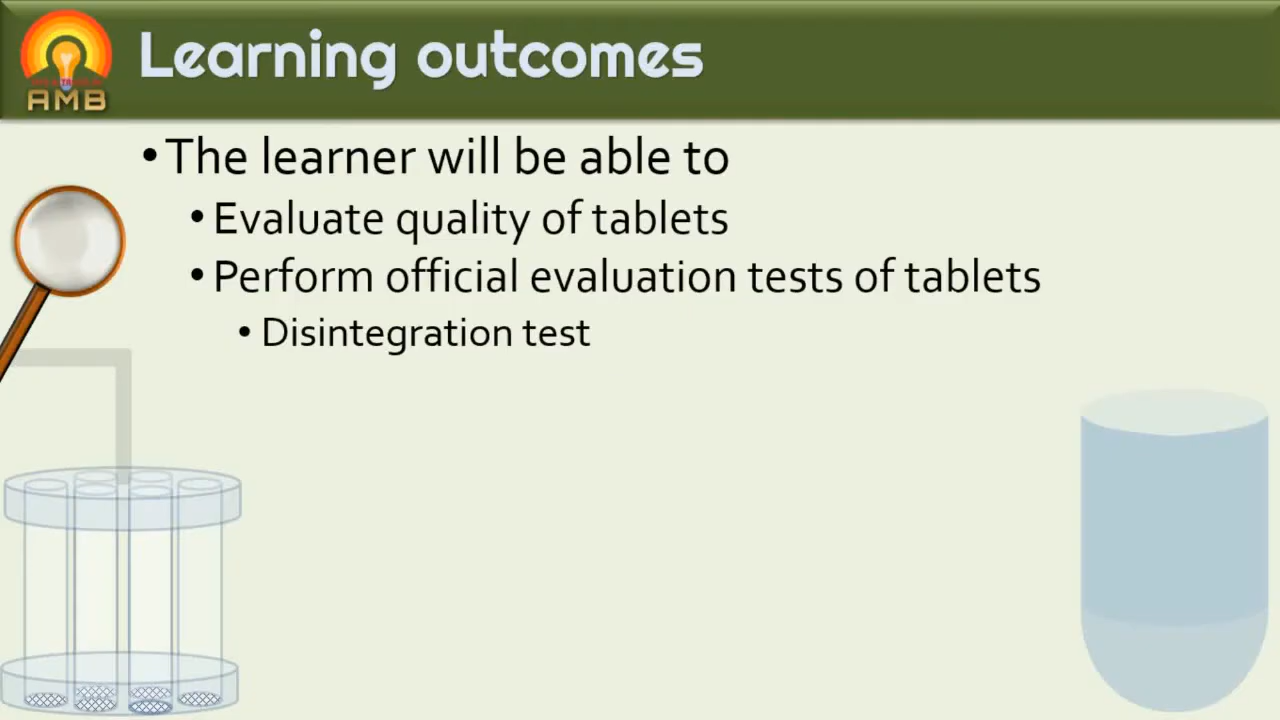 Learning outcomes
AMB
• The learner will be able to
• Evaluate quality of tablets
• Perform official evaluation tests of tablets
• Disintegration test